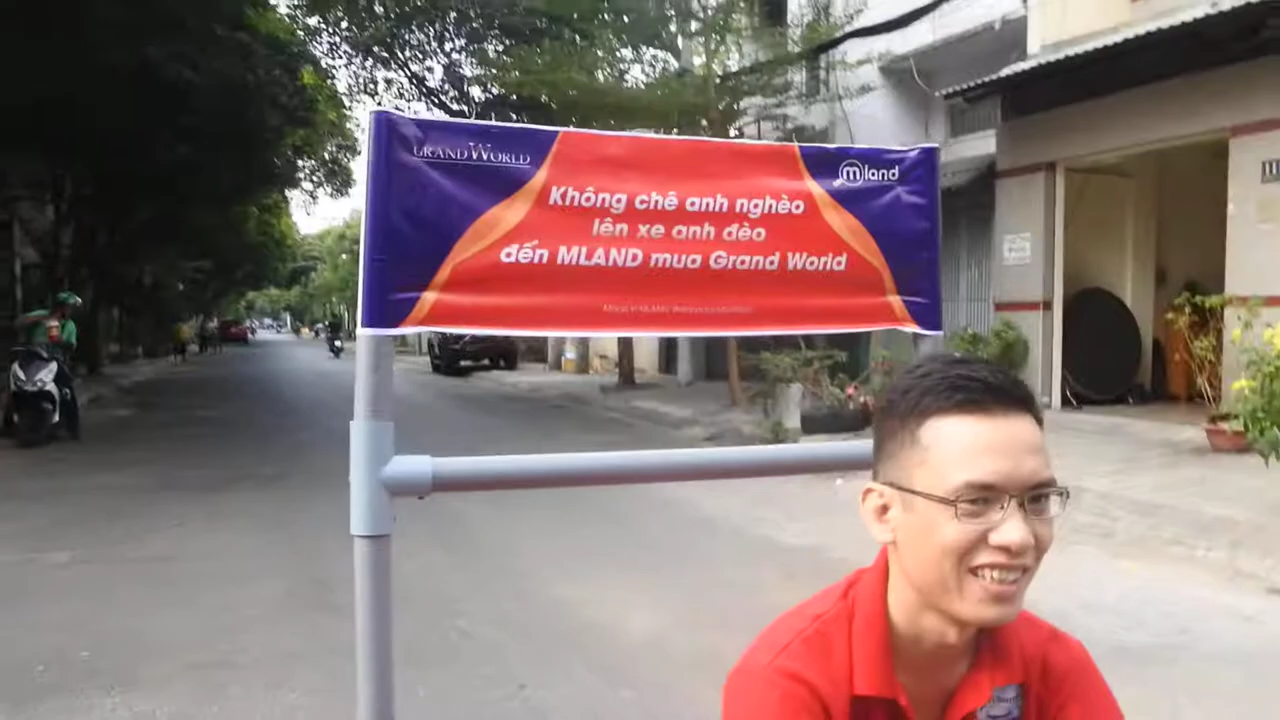 GRAND WORLD
mland
Không chê anh nghèo
lên xe anh đèo
đến MLAND mua Grand World